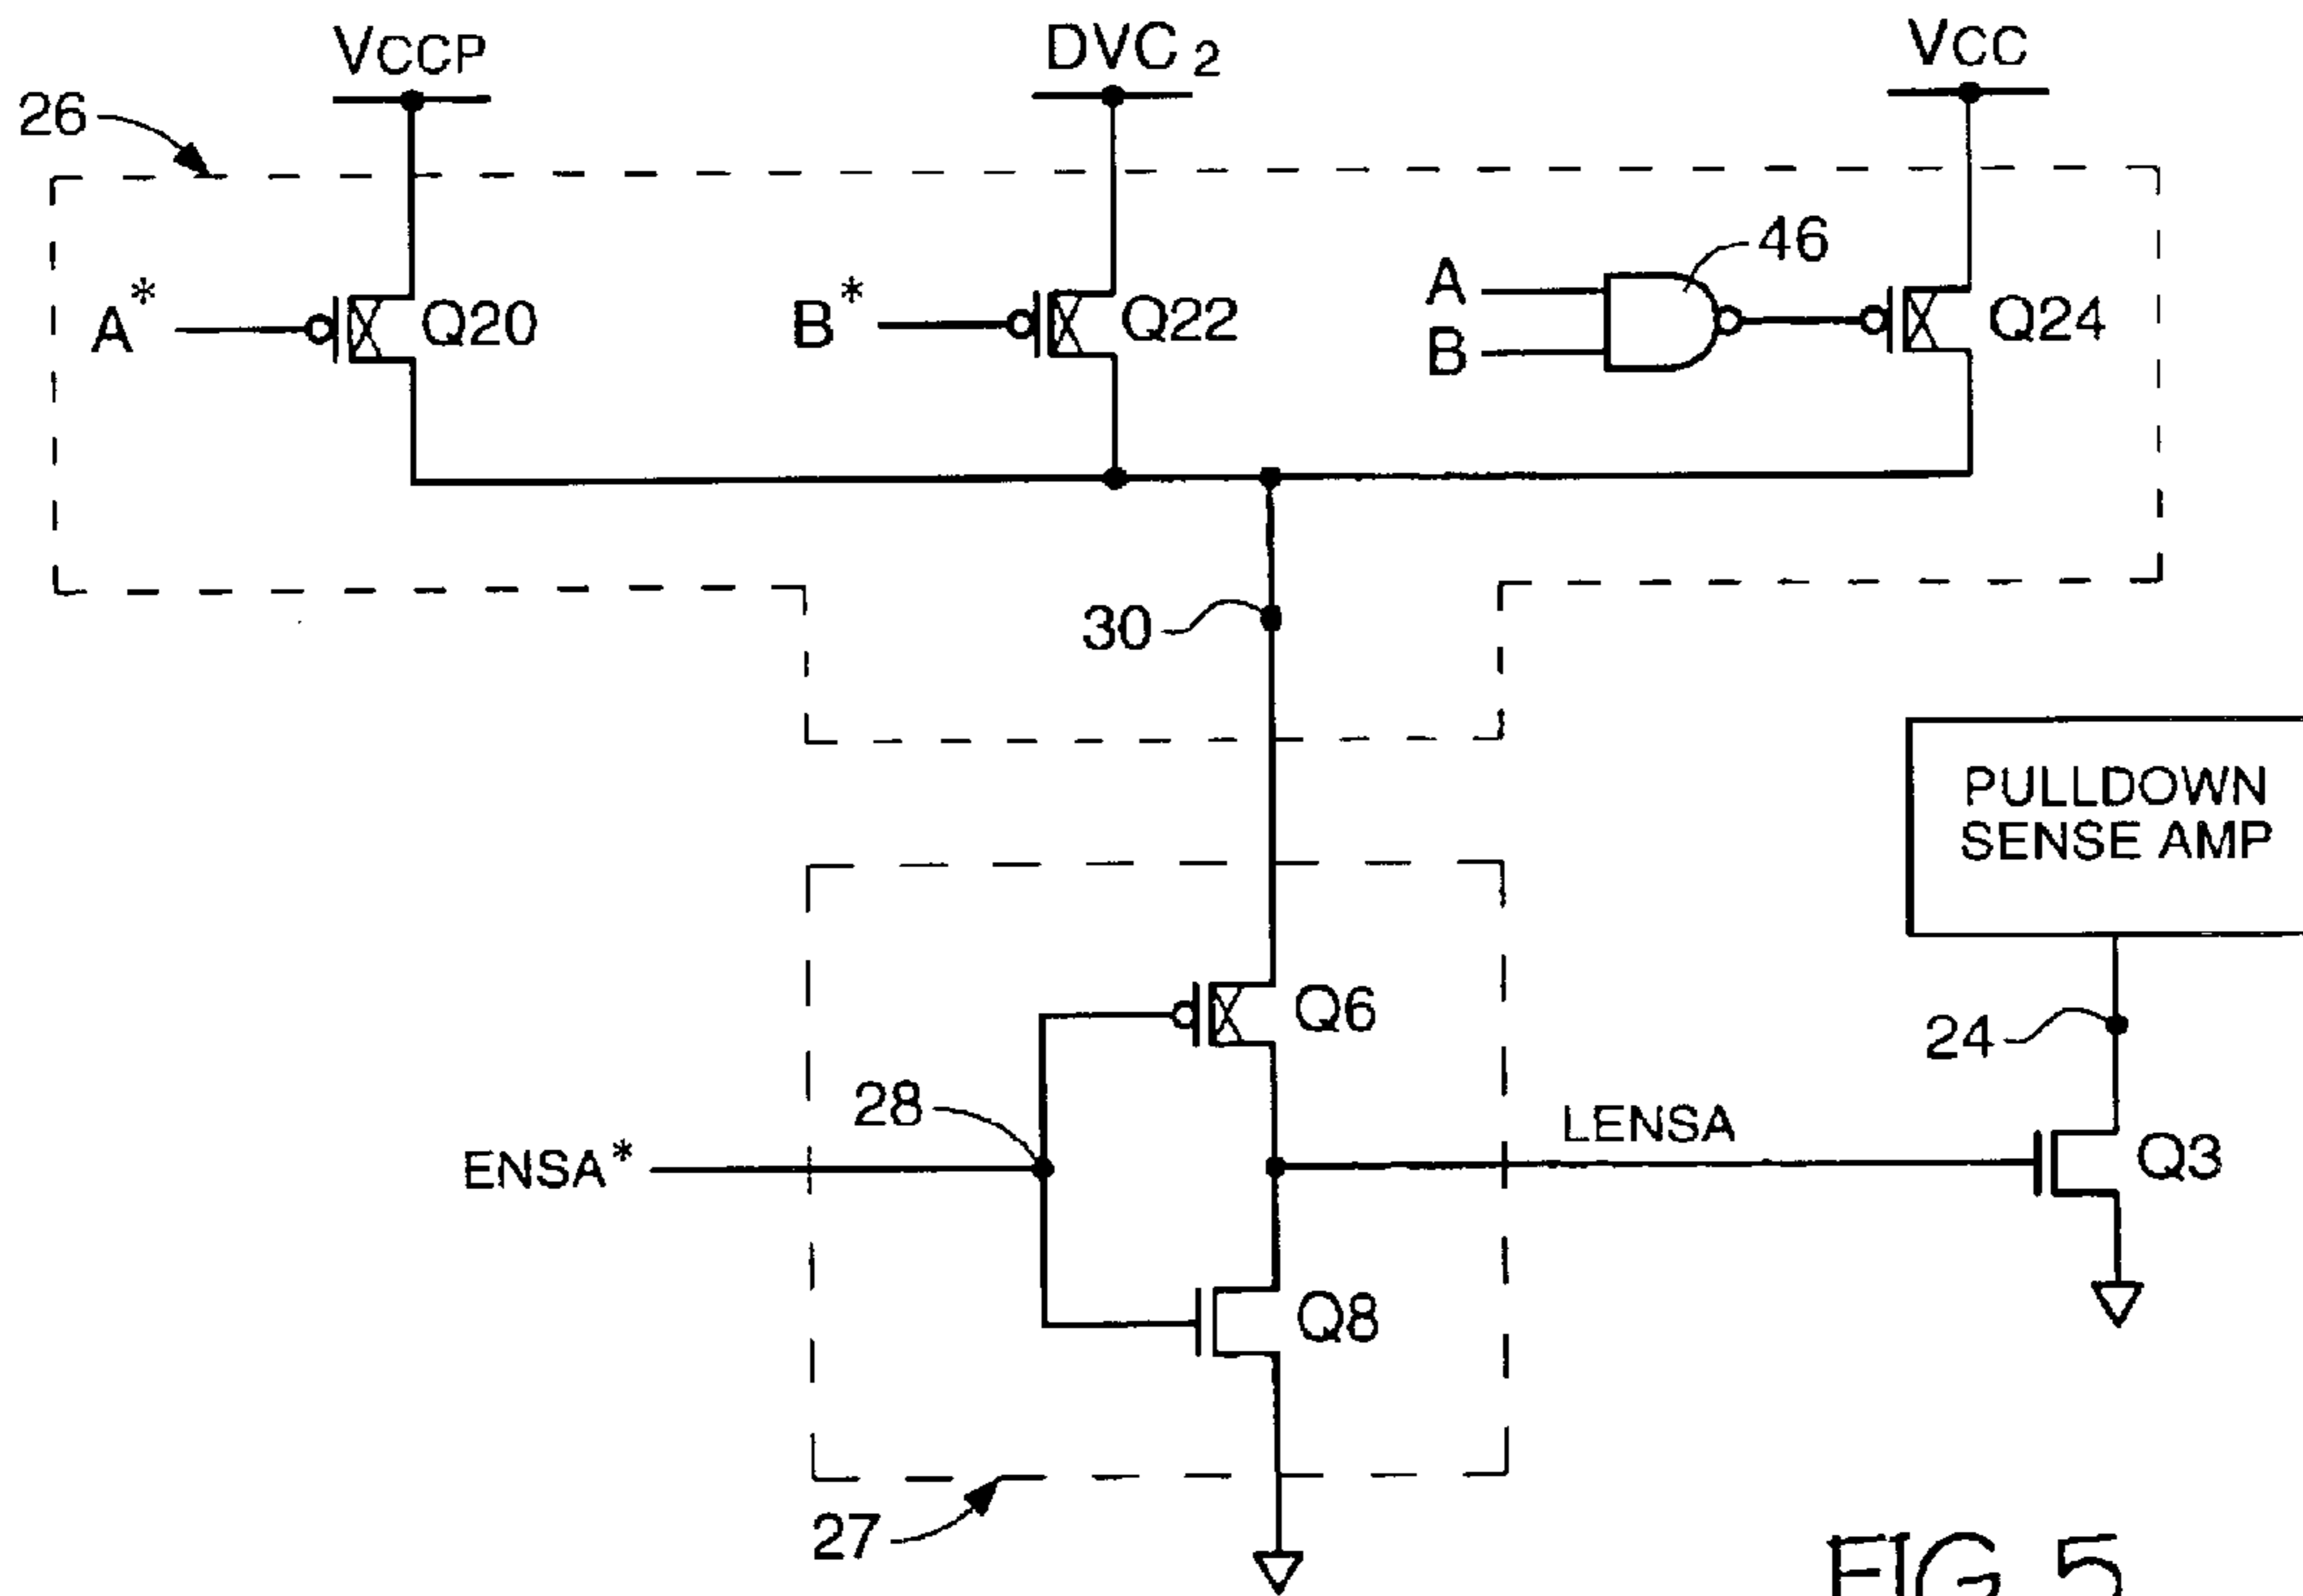 VCCP
DVC2
VCC
26
46
A*
Q20
B*
Q22
A
B
Q24
30
PULLDOWN
SENSE AMP
Q6
24
28
LENSA
ENSA*
Q3
Q8
27
FIG. 5